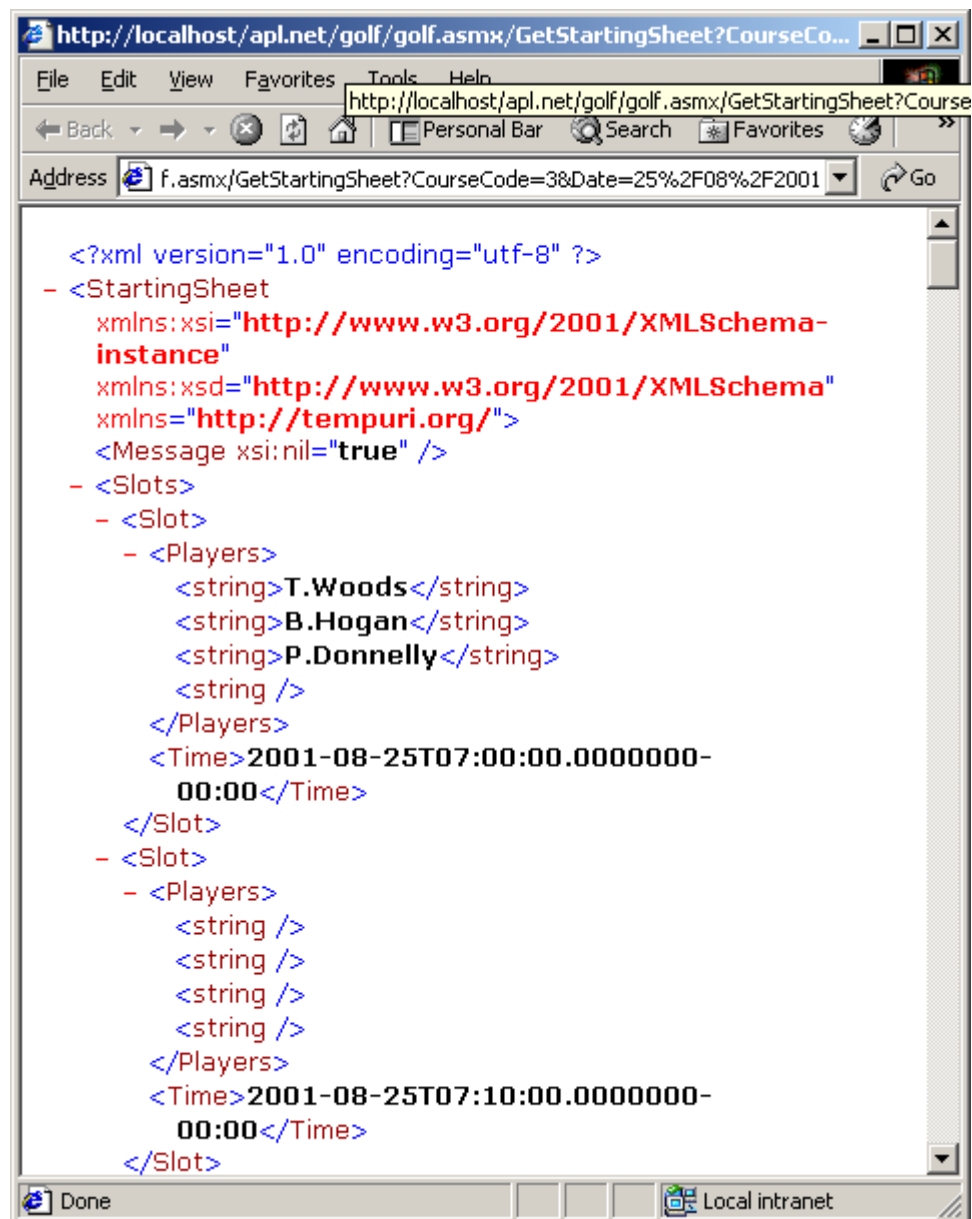 http://localhost/apl.net/golf/golf.asmx/GetStartingSheet?CourseCo...
File Edit View Favorites Tools Help
http://localhost/apl.net/golf/golf.asmx/GetStartingSheet?Course
Back Personal Bar Search Favorites »
Address f.asmx/GetStartingSheet?CourseCode=3&Date=25%2F08%2F2001 Go
<?xml version="1.0" encoding="utf-8" ?>
– <StartingSheet
xmlns:xsi="http://www.w3.org/2001/XMLSchema-
instance"
xmlns:xsd="http://www.w3.org/2001/XMLSchema"
xmlns="http://tempuri.org/">
<Message xsi:nil="true" />
– <Slots>
– <Slot>
– <Players>
<string>T.Woods</string>
<string>B.Hogan</string>
<string>P.Donnelly</string>
<string />
</Players>
<Time>2001-08-25T07:00:00.0000000-
00:00</Time>
</Slot>
– <Slot>
– <Players>
<string />
<string />
<string />
<string />
</Players>
<Time>2001-08-25T07:10:00.0000000-
00:00</Time>
</Slot>
Done Local intranet